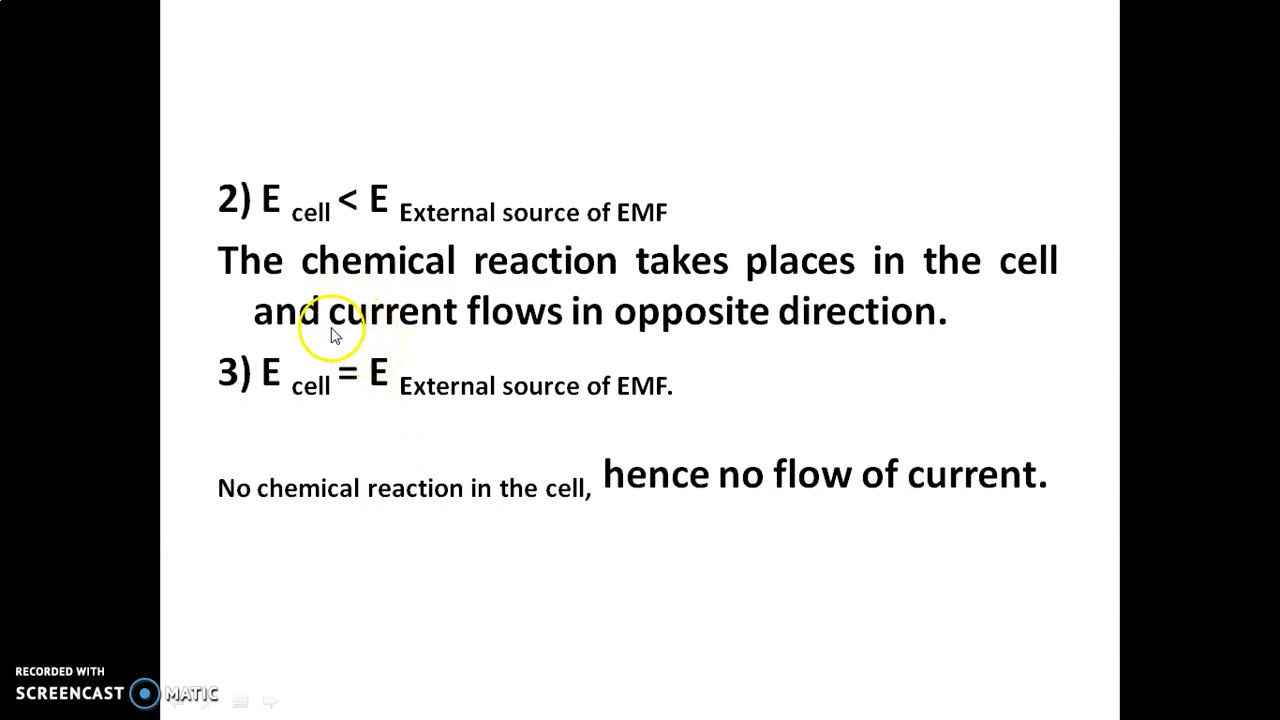 2) E cell < E External source of EMF
The chemical reaction takes places in the cell
and current flows in opposite direction.
3) E cell = E External source of EMF.
No chemical reaction in the cell, hence no flow of current.
RECORDED WITH
SCREENCAST MATIC